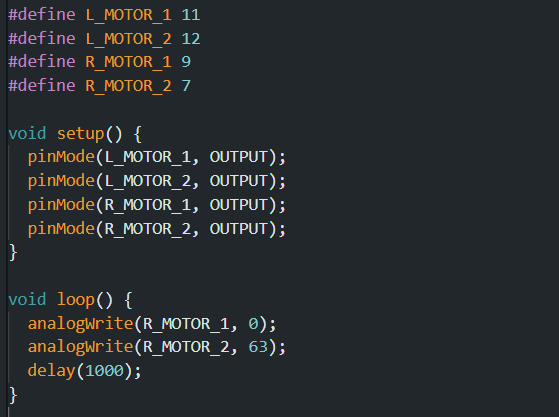 #define L_MOTOR_1 11
#define L_MOTOR_2 12
#define R_MOTOR_1 9
#define R_MOTOR_2 7
void setup() {
pinMode(L_MOTOR_1, OUTPUT);
pinMode(L_MOTOR_2, OUTPUT);
pinMode(R_MOTOR_1, OUTPUT);
pinMode(R_MOTOR_2, OUTPUT);
}
void loop() {
analogWrite(R_MOTOR_1, 0);
analogWrite(R_MOTOR_2, 63);
delay(1000);
}